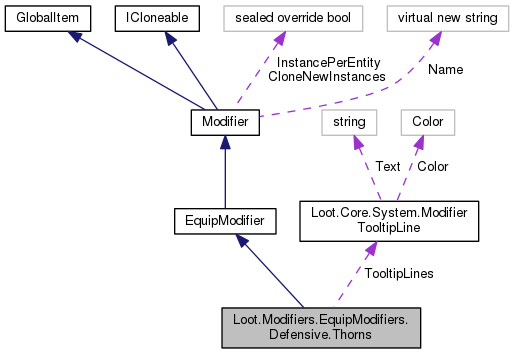 GlobalItem
ICloneable
sealed override bool
virtual new string
InstancePerEntity
CloneNewInstances
Name
Modifier
string
Color
Text
Color
EquipModifier
Loot.Core.System.Modifier
TooltipLine
TooltipLines
Loot.Modifiers.EquipModifiers.
Defensive.Thorns